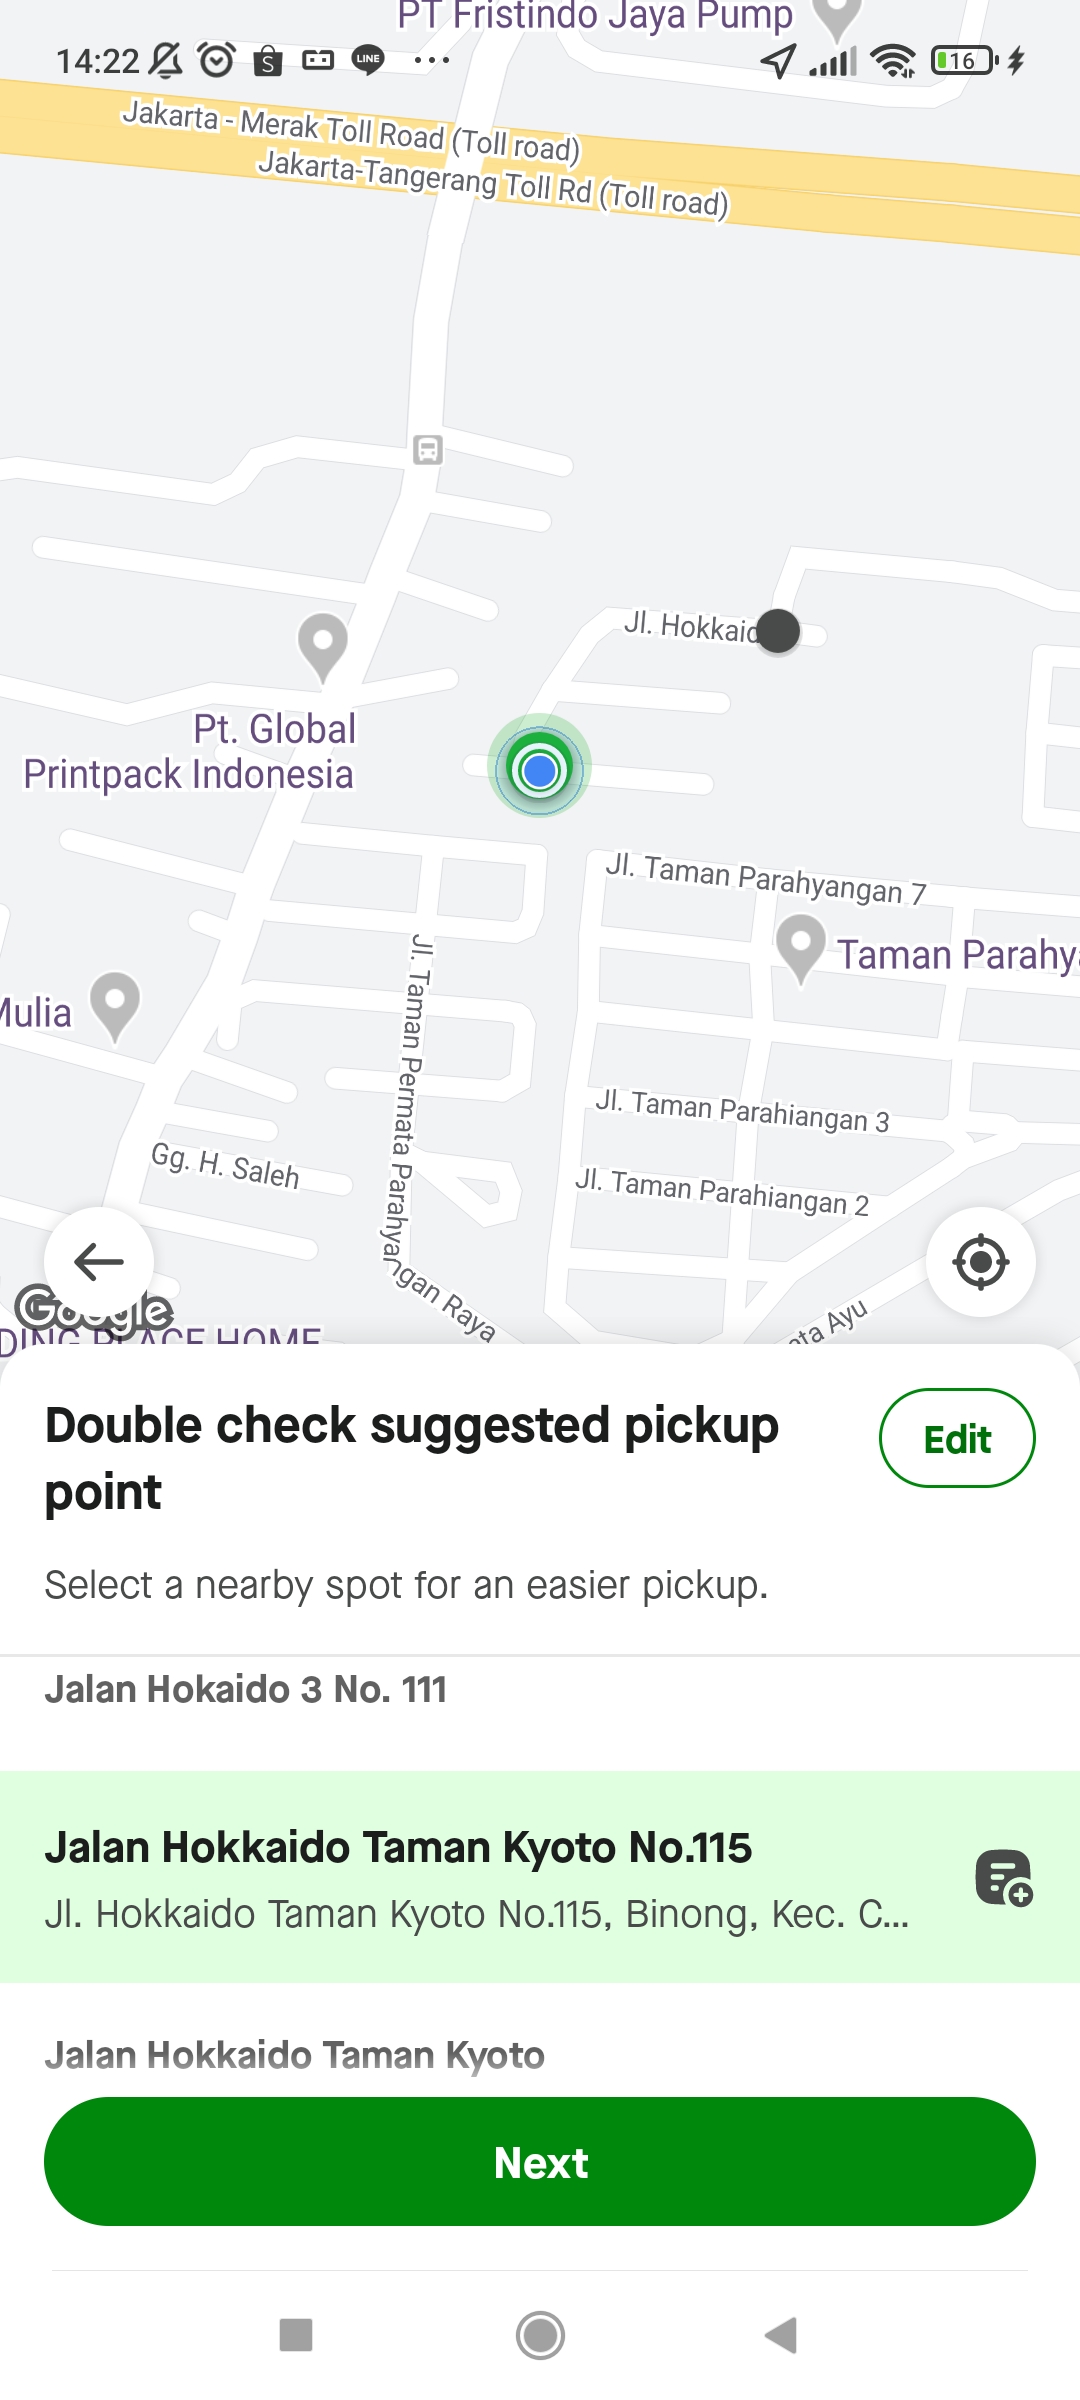 PT Fristindo Jaya Pump
14:22
S
LINE
...
16
Jakarta - Merak Toll Road (Toll road)
Jakarta-Tangerang Toll Rd (Toll road)
Jl. Hokkaid
Pt. Global
Printpack Indonesia
Jl. Taman Parahyangan 7
Taman Parahya
Mulia
Jl. Taman Permata Parahyangan Raya
Jl. Taman Parahiangan 3
Gg. H. Saleh
Jl. Taman Parahiangan 2
Google
ata Ayu
DING PLACE HOME
Double check suggested pickup
point
Edit
Select a nearby spot for an easier pickup.
Jalan Hokaido 3 No. 111
Jalan Hokkaido Taman Kyoto No.115
Jl. Hokkaido Taman Kyoto No.115, Binong, Kec. C...
Jalan Hokkaido Taman Kyoto
Next